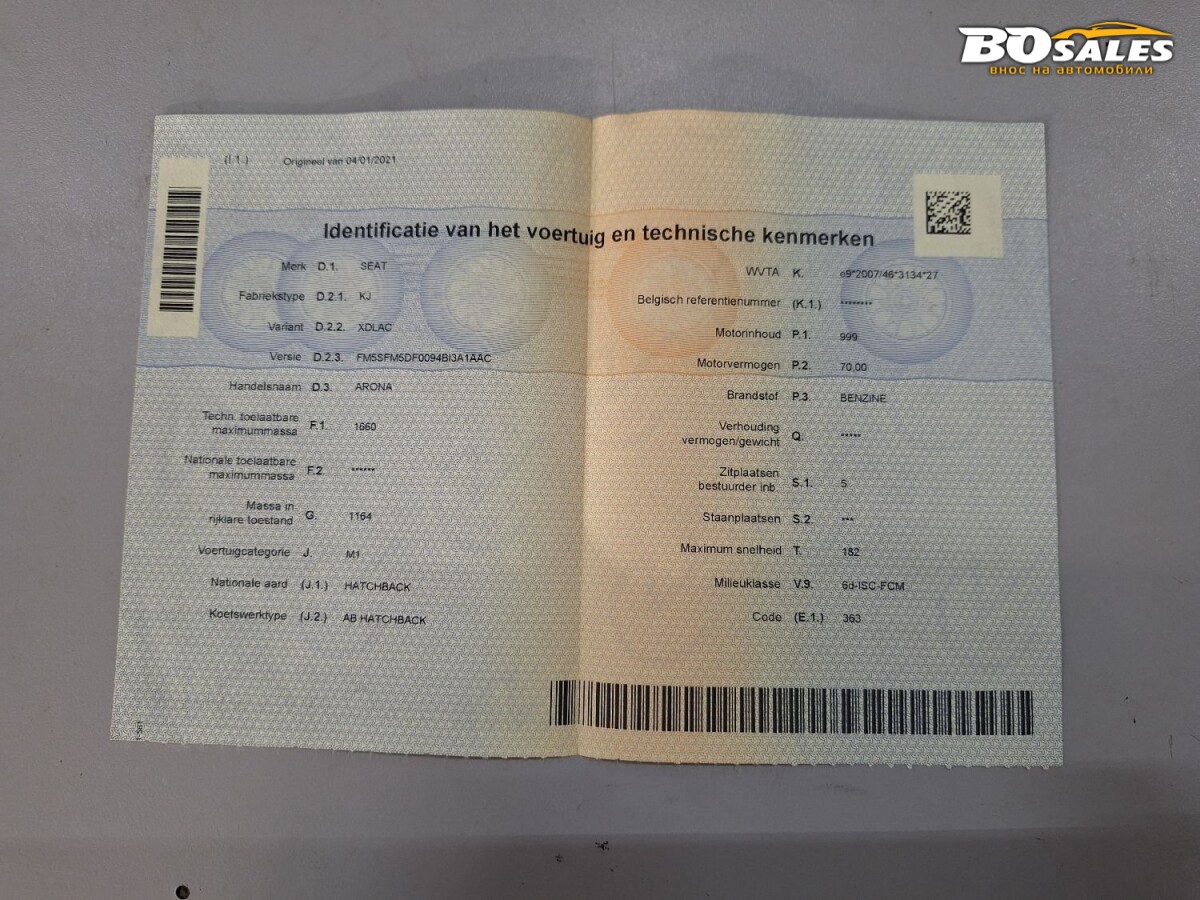 BOSALES
внос на автомобили
(I.1.) Origineel van 04/01/2021
Identificatie van het voertuig en technische kenmerken
Merk D.1. SEAT
Fabriekstype D.2.1. KJ
Variant D.2.2. XDLAC
Versie D.2.3. FM5SFM5DF0094BI3A1AAC
Handelsnaam D.3. ARONA
Techn. toelaatbare
maximummassa F.1. 1660
Nationale toelaatbare
maximummassa F.2. ******
Massa in
rijklare toestand G. 1164
Voertuigcategorie J. M1
Nationale aard (J.1.) HATCHBACK
Koetswerktype (J.2.) AB HATCHBACK
WVTA K. e9*2007/46*3134*27
Belgisch referentienummer (K.1.) ********
Motorinhoud P.1. 999
Motorvermogen P.2. 70,00
Brandstof P.3. BENZINE
Verhouding
vermogen/gewicht Q. *****
Zitplaatsen
bestuurder inb. S.1. 5
Staanplaatsen S.2. ***
Maximum snelheid T. 182
Milieuklasse V.9. 6d-ISC-FCM
Code (E.1.) 363